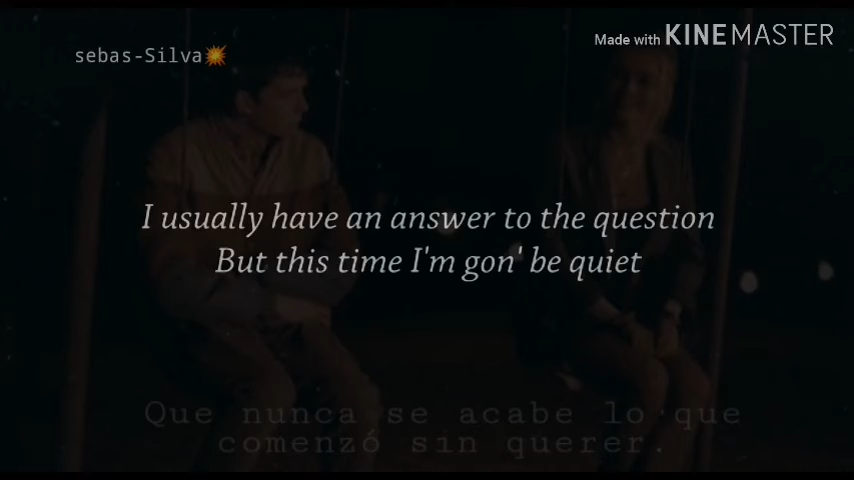 sebas-Silva💥
Made with KINEMASTER
I usually have an answer to the question
But this time I'm gon' be quiet
Que nunca se acabe lo que
comenzó sin querer.